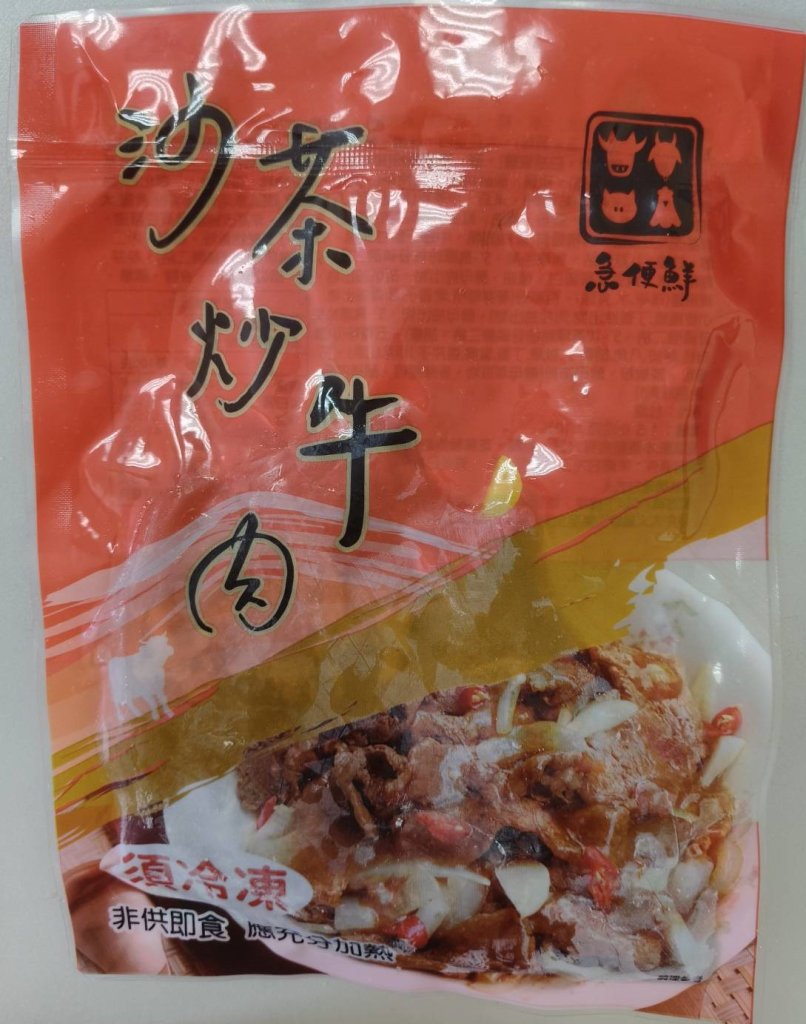 沙茶炒牛肉
急便鮮
須冷凍
非供即食 應充分加熱